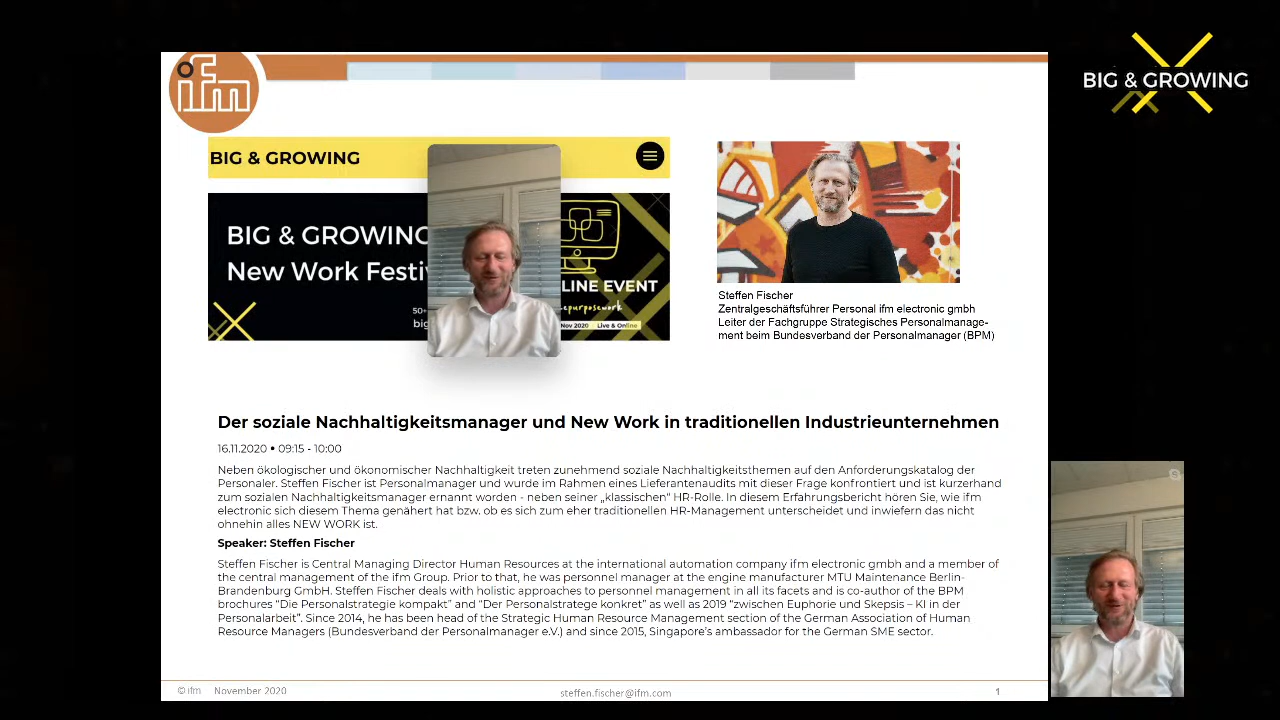 ifm
BIG & GROWING
BIG & GROWING
BIG & GROWING
New Work Festi
50+
big
LINE EVENT
Nov 2020 Live & Online
Steffen Fischer
Zentralgeschäftsführer Personal ifm electronic gmbh
Leiter der Fachgruppe Strategisches Personalmanage-
ment beim Bundesverband der Personalmanager (BPM)
Der soziale Nachhaltigkeitsmanager und New Work in traditionellen Industrieunternehmen
16.11.2020 • 09:15 - 10:00
Neben ökologischer und ökonomischer Nachhaltigkeit treten zunehmend soziale Nachhaltigkeitsthemen auf den Anforderungskatalog der
Personaler. Steffen Fischer ist Personalmanager und wurde im Rahmen eines Lieferantenaudits mit dieser Frage konfrontiert und ist kurzerhand
zum sozialen Nachhaltigkeitsmanager ernannt worden - neben seiner „klassischen“ HR-Rolle. In diesem Erfahrungsbericht hören Sie, wie ifm
electronic sich diesem Thema genähert hat bzw. ob es sich zum eher traditionellen HR-Management unterscheidet und inwiefern das nicht
ohnehin alles NEW WORK ist.
Speaker: Steffen Fischer
Steffen Fischer is Central Managing Director Human Resources at the international automation company ifm electronic gmbh and a member of
the central management of the ifm Group. Prior to that, he was personnel manager at the engine manufacturer MTU Maintenance Berlin-
Brandenburg GmbH. Steffen Fischer deals with holistic approaches to personnel management in all its facets and is co-author of the BPM
brochures “Die Personalstrategie kompakt” and “Der Personalstratege konkret” as well as 2019 “zwischen Euphorie und Skepsis – KI in der
Personalarbeit”. Since 2014, he has been head of the Strategic Human Resource Management section of the German Association of Human
Resource Managers (Bundesverband der Personalmanager e.V.) and since 2015, Singapore’s ambassador for the German SME sector.
© ifm November 2020
steffen.fischer@ifm.com
1